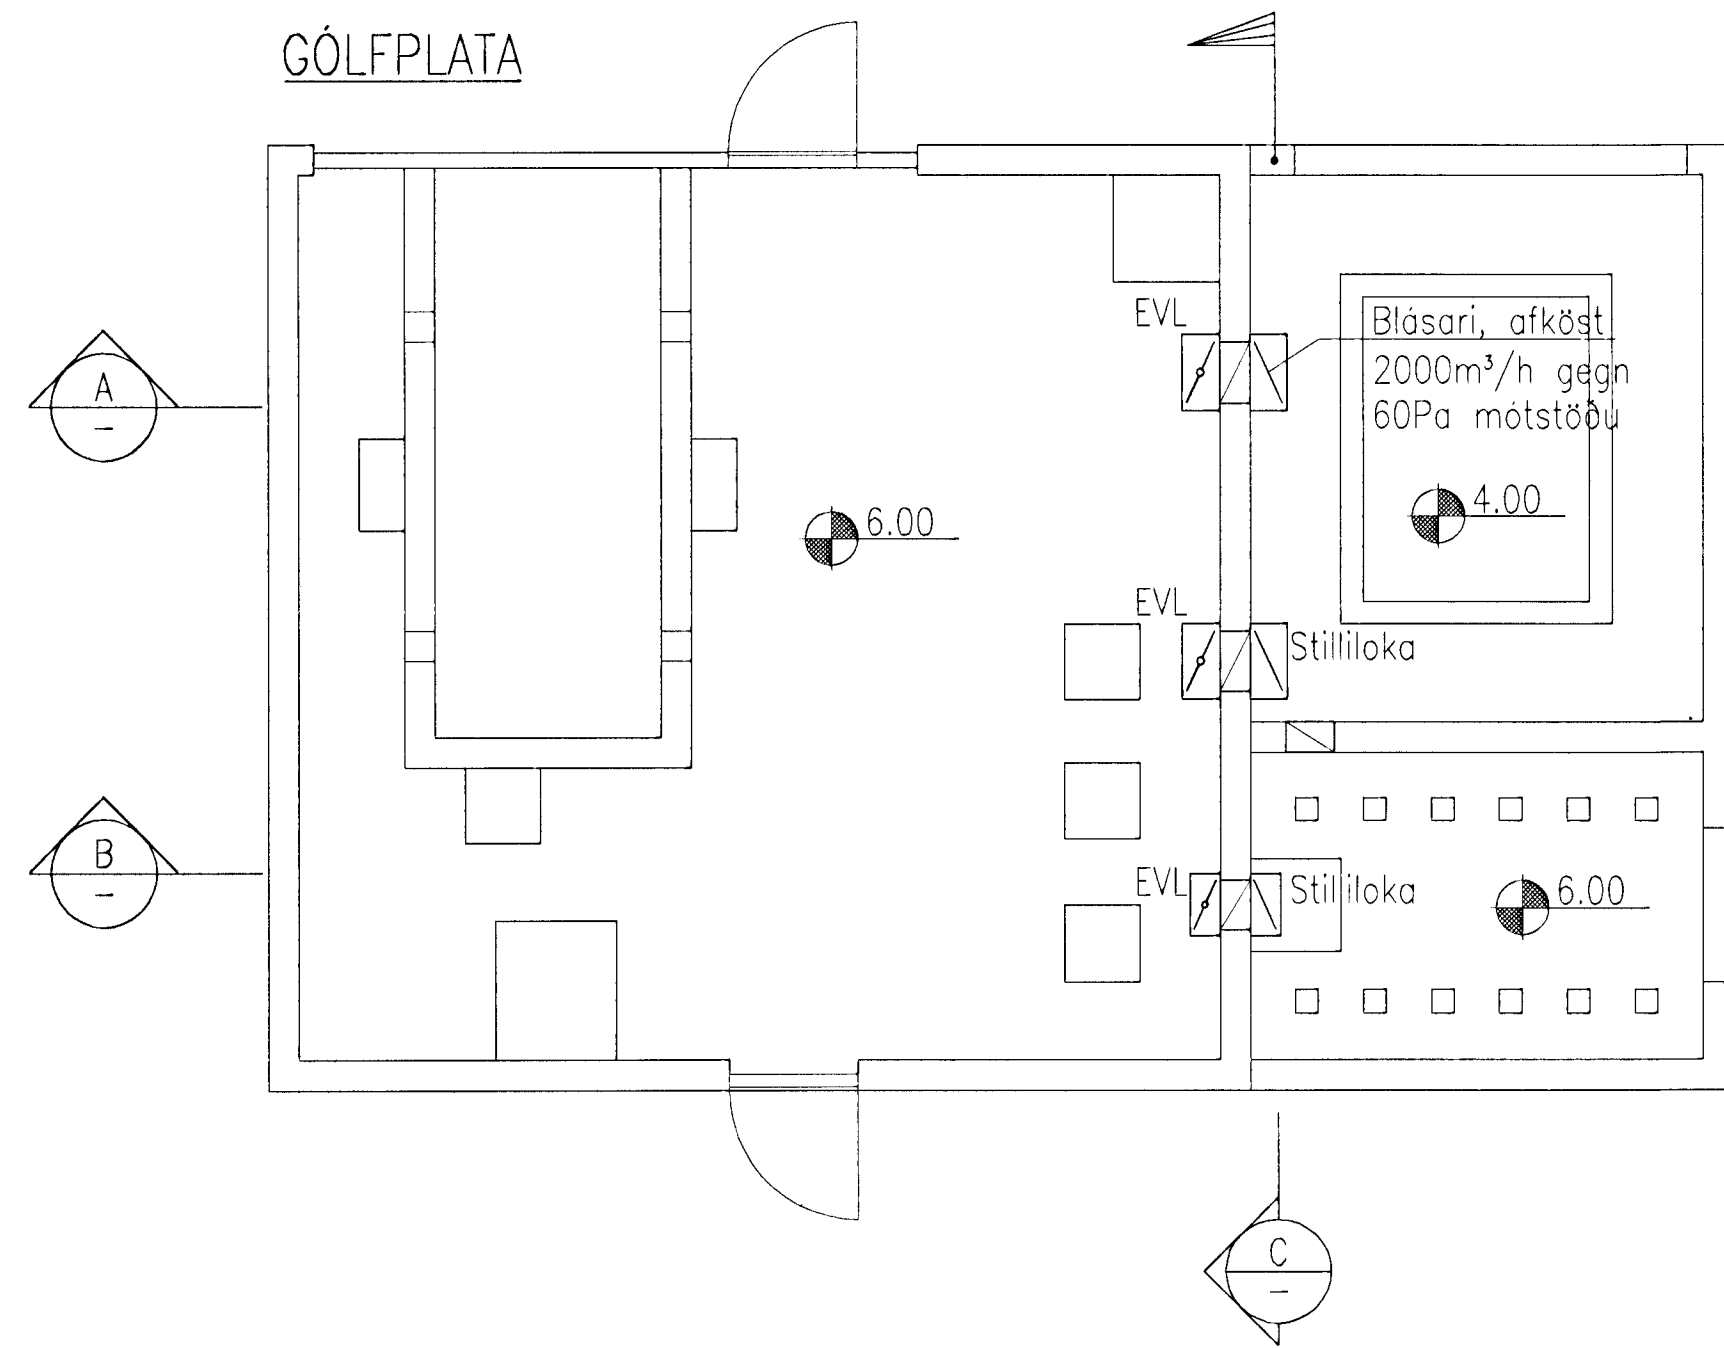 GÓLFPLATA
EVL
Blásari, afköst
2000m³/h gegn
60Pa mótstöðu
A
–
4.00
6.00
EVL
Stilliloka
B
–
EVL
Stilliloka
6.00
C
–